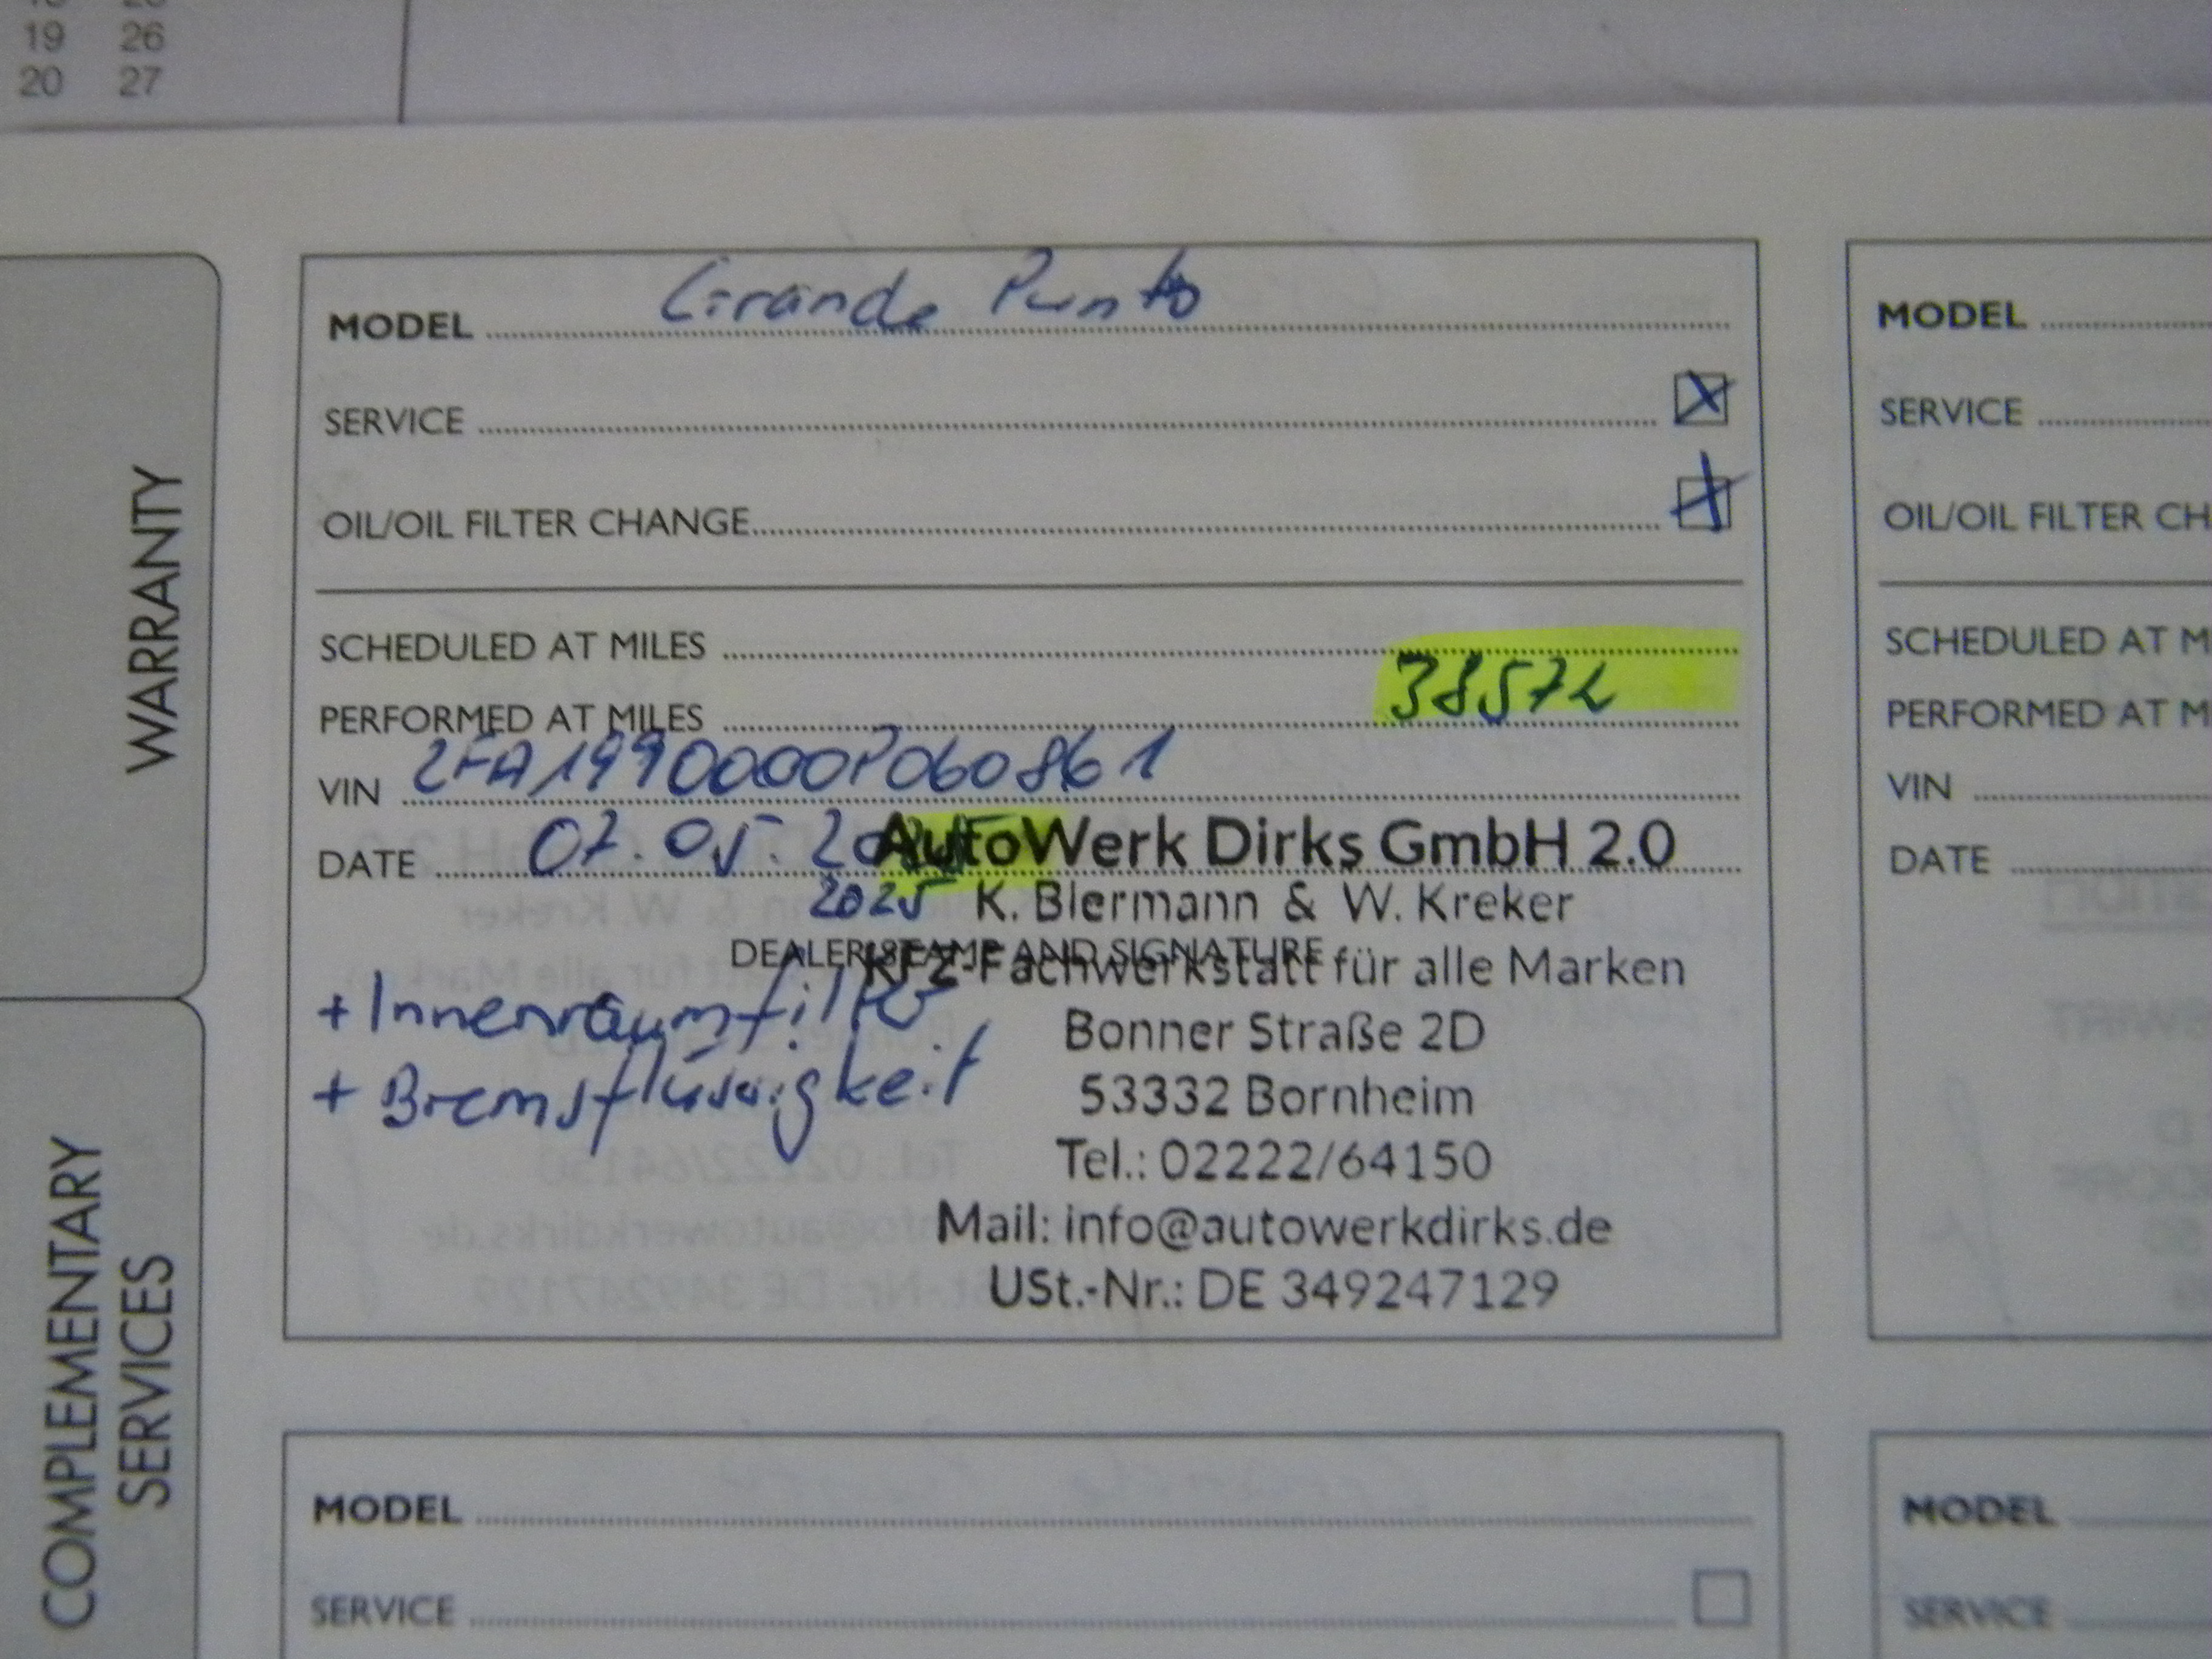 19 26
20 27
WARRANTY
COMPLEMENTARY
SERVICES
MODEL Grande Punto
SERVICE
OIL/OIL FILTER CHANGE
SCHEDULED AT MILES
PERFORMED AT MILES 38572
VIN ZFA1990000P060861
DATE 07.05.
AutoWerk Dirks GmbH 2.0
2025 K. Biermann & W. Kreker
DEALER STAMP AND SIGNATURE
KFZ-Fachwerkstatt für alle Marken
+ Innenraumfilter
Bonner Straße 2D
+ Bremsflüssigkeit
53332 Bornheim
Tel.: 02222/64150
Mail: info@autowerkdirks.de
USt.-Nr.: DE 349247129
MODEL
SERVICE
MODEL
SERVICE
OIL/OIL FILTER CH
SCHEDULED AT M
PERFORMED AT M
VIN
DATE
MODEL
SERVICE